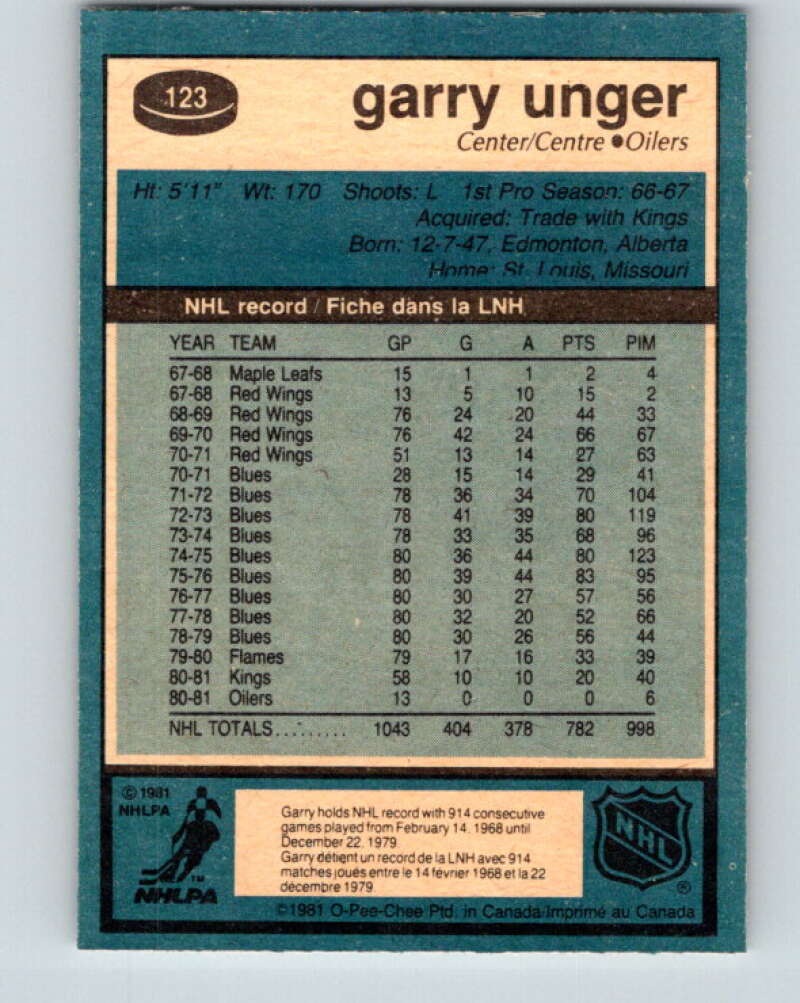 123
garry unger
Center/Centre ●Oilers
Ht: 5'11" Wt: 170 Shoots: L 1st Pro Season: 66-67
Acquired: Trade with Kings
Born: 12-7-47, Edmonton, Alberta
Home: St. Louis, Missouri
NHL record / Fiche dans la LNH
YEAR TEAM GP G A PTS PIM
67-68 Maple Leafs 15 1 1 2 4
67-68 Red Wings 13 5 10 15 2
68-69 Red Wings 76 24 20 44 33
69-70 Red Wings 76 42 24 66 67
70-71 Red Wings 51 13 14 27 63
70-71 Blues 28 15 14 29 41
71-72 Blues 78 36 34 70 104
72-73 Blues 78 41 39 80 119
73-74 Blues 78 33 35 68 96
74-75 Blues 80 36 44 80 123
75-76 Blues 80 39 44 83 95
76-77 Blues 80 30 27 57 56
77-78 Blues 80 32 20 52 66
78-79 Blues 80 30 26 56 44
79-80 Flames 79 17 16 33 39
80-81 Kings 58 10 10 20 40
80-81 Oilers 13 0 0 0 6
NHL TOTALS......... 1043 404 378 782 998
© 1981
NHLPA
Garry holds NHL record with 914 consecutive
games played from February 14, 1968 until
December 22, 1979
Garry détient un record de la LNH avec 914
matches joués entre le 14 février 1968 et la 22
décembre 1979
NHL
®
TM
NHLPA
©1981 O-Pee-Chee Ptd. in Canada-Imprimé au Canada